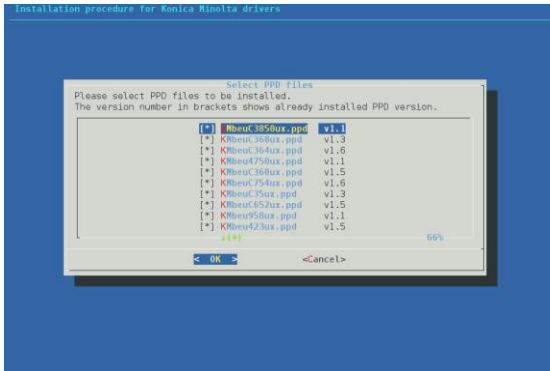 Installation procedure for Konica Minolta drivers
Select PPD files
Please select PPD files to be installed.
The version number in brackets shows already installed PPD version.
[*] KMbeuC3850ux.ppd v1.1
[*] KMbeuC368ux.ppd v1.3
[*] KMbeuC364ux.ppd v1.6
[*] KMbeu4750ux.ppd v1.1
[*] KMbeuC360ux.ppd v1.5
[*] KMbeuC754ux.ppd v1.6
[*] KMbeuC35ux.ppd v1.3
[*] KMbeuC652ux.ppd v1.5
[*] KMbeu958ux.ppd v1.1
[*] KMbeu423ux.ppd v1.5
↓(+) 66%
< OK > <Cancel>